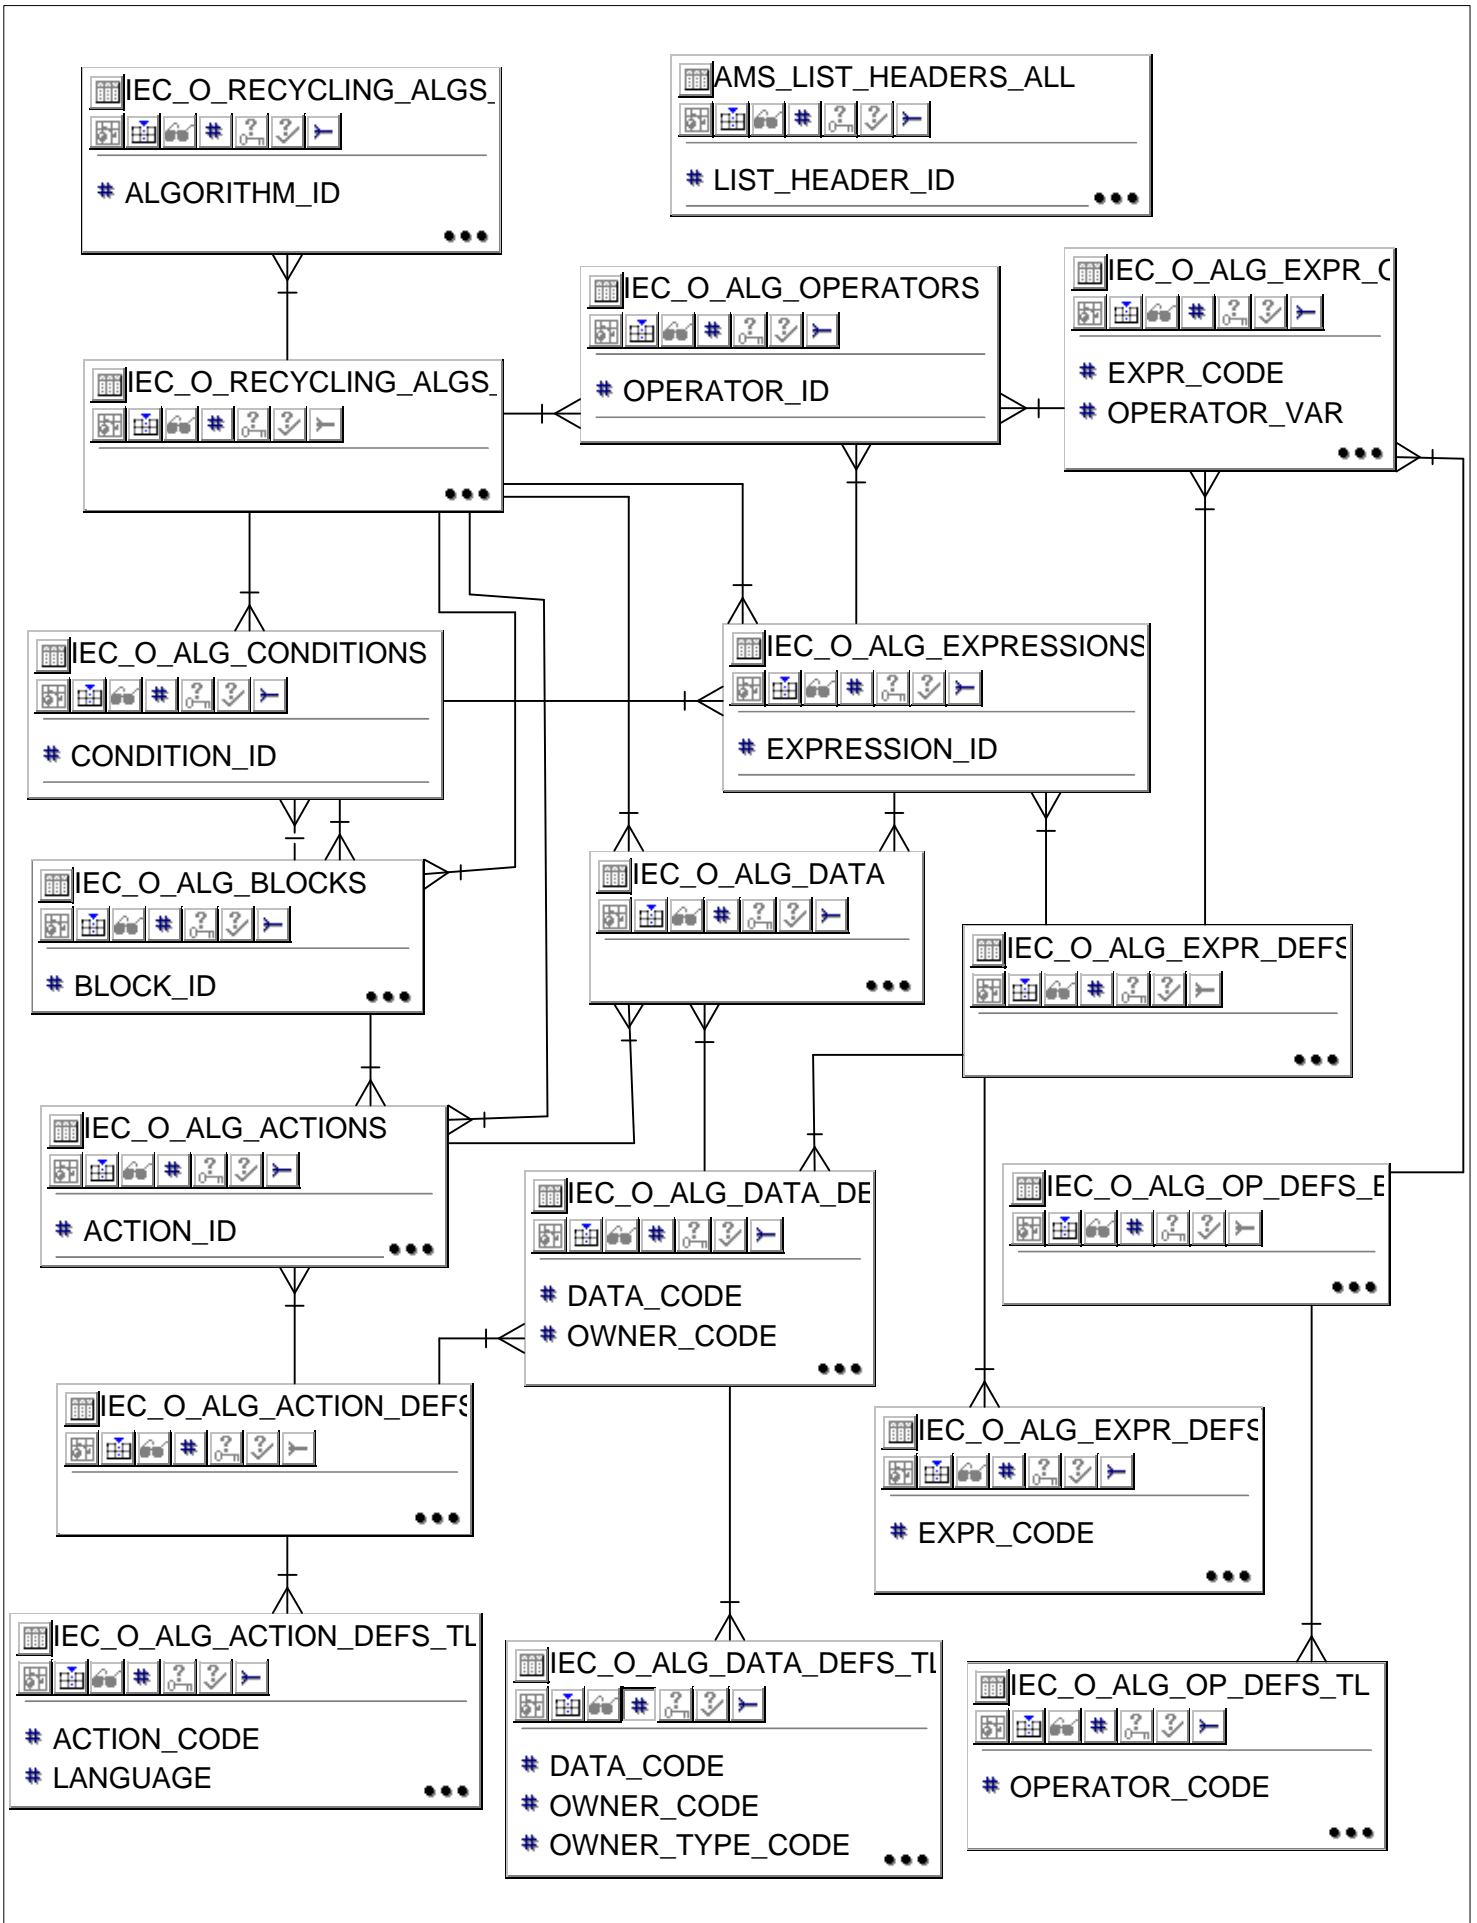 IEC_O_RECYCLING_ALGS_
# ALGORITHM_ID
AMS_LIST_HEADERS_ALL
# LIST_HEADER_ID
IEC_O_ALG_OPERATORS
# OPERATOR_ID
IEC_O_ALG_EXPR_
# EXPR_CODE
# OPERATOR_VAR
IEC_O_RECYCLING_ALGS_
IEC_O_ALG_CONDITIONS
# CONDITION_ID
IEC_O_ALG_EXPRESSIONS
# EXPRESSION_ID
IEC_O_ALG_BLOCKS
# BLOCK_ID
IEC_O_ALG_DATA
IEC_O_ALG_EXPR_DEFS
IEC_O_ALG_ACTIONS
# ACTION_ID
IEC_O_ALG_DATA_DE
# DATA_CODE
# OWNER_CODE
IEC_O_ALG_OP_DEFS_
IEC_O_ALG_ACTION_DEFS
IEC_O_ALG_EXPR_DEFS
# EXPR_CODE
IEC_O_ALG_ACTION_DEFS_TL
# ACTION_CODE
# LANGUAGE
IEC_O_ALG_DATA_DEFS_TL
# DATA_CODE
# OWNER_CODE
# OWNER_TYPE_CODE
IEC_O_ALG_OP_DEFS_TL
# OPERATOR_CODE